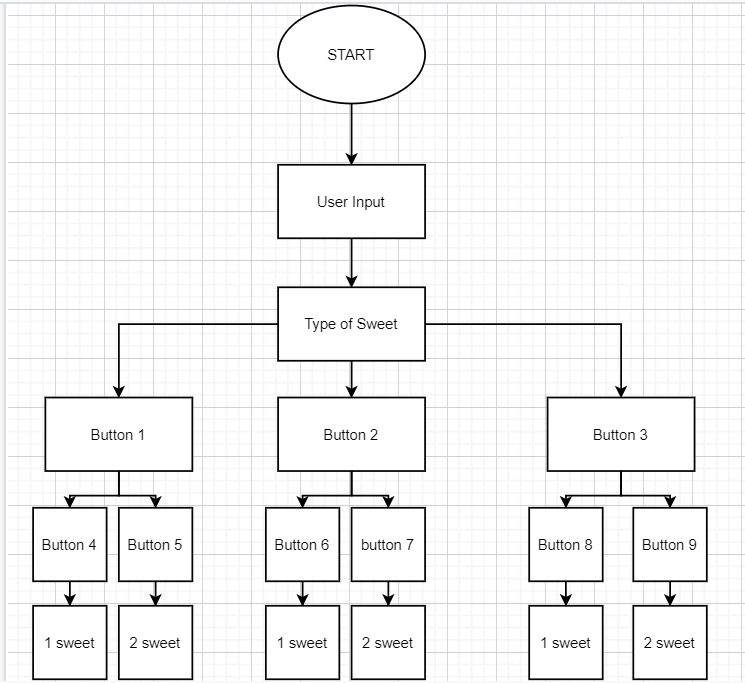 START
User Input
Type of Sweet
Button 1
Button 2
Button 3
Button 4
Button 5
Button 6
button 7
Button 8
Button 9
1 sweet
2 sweet
1 sweet
2 sweet
1 sweet
2 sweet